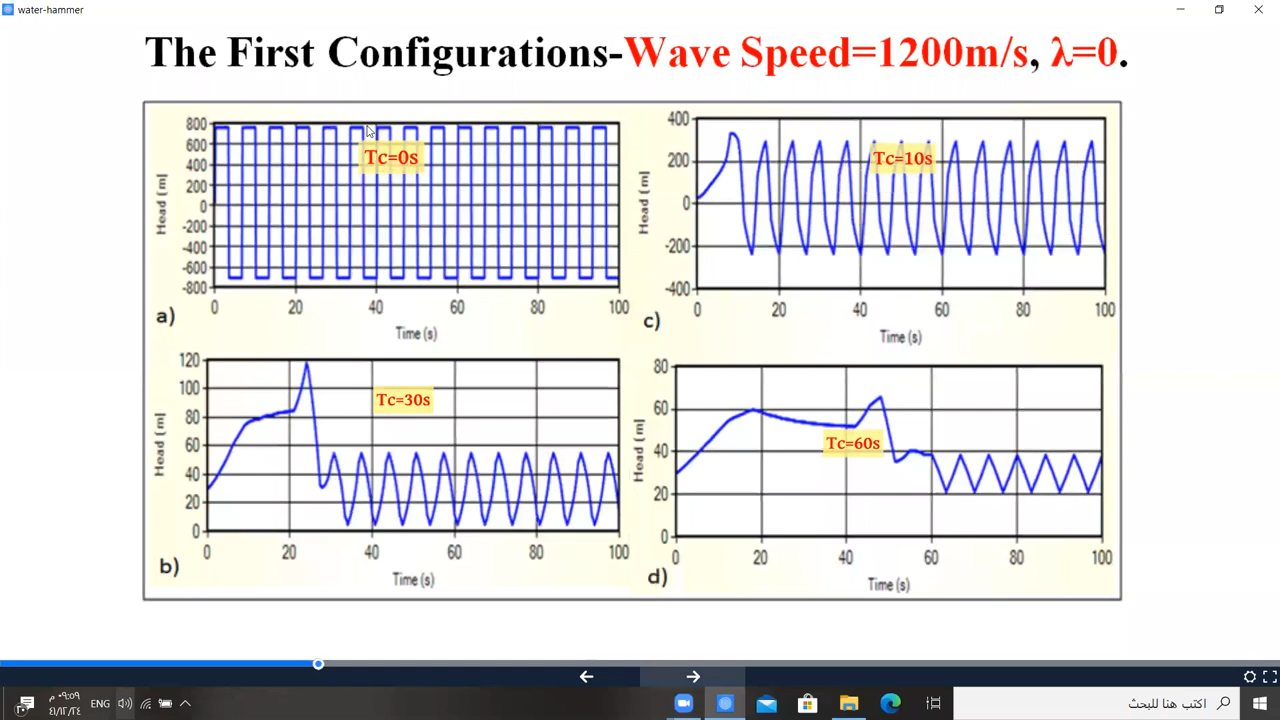 water-hammer
The First Configurations-Wave Speed=1200m/s, λ=0.
800
600
400
200
0
-200
-400
-600
-800
Head (m)
Tc=0s
0 20 40 60 80 100
Time (s)
a)
400
200
0
-200
-400
Head (m)
Tc=10s
0 20 40 60 80 100
Time (s)
c)
120
100
80
60
40
20
0
Head (m)
Tc=30s
0 20 40 60 80 100
Time (s)
b)
80
60
40
20
0
Head (m)
Tc=60s
0 20 40 60 80 100
Time (s)
d)
٠٩:٥٩ م
ENG
اكتب هنا للبحث